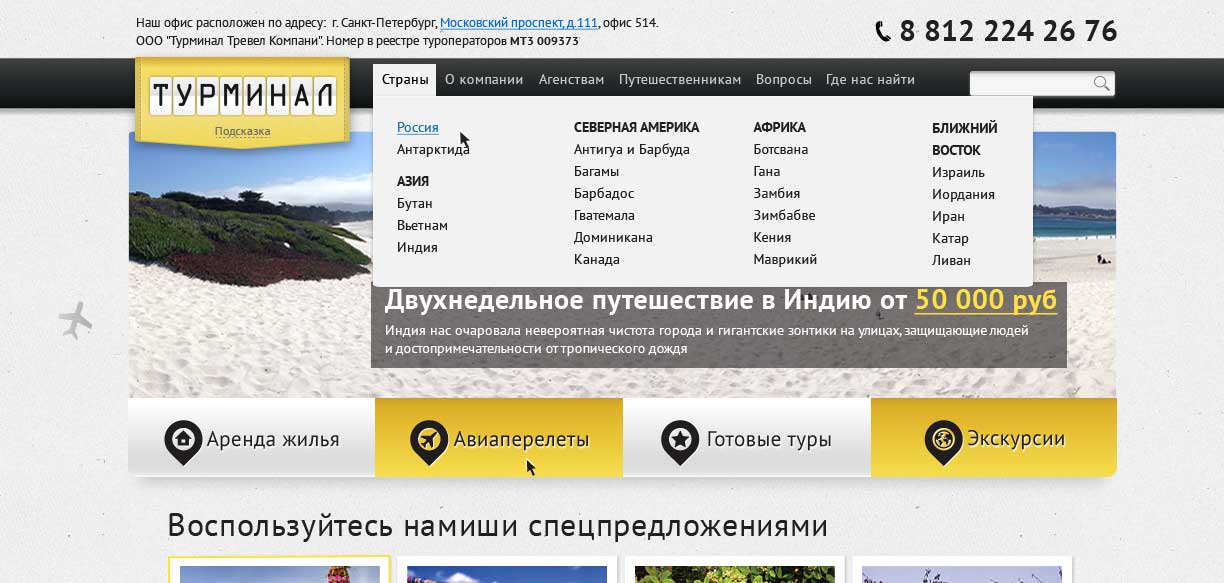 Наш офис расположен по адресу: г. Санкт-Петербург, Московский проспект, д.111, офис 514.
ООО "Турминал Тревел Компани". Номер в реестре туроператоров МТЗ 009373
8 812 224 26 76
ТУРМИНАЛ
Подсказка
Страны О компании Агенствам Путешественникам Вопросы Где нас найти
Россия
Антарктида
АЗИЯ
Бутан
Вьетнам
Индия
СЕВЕРНАЯ АМЕРИКА
Антигуа и Барбуда
Багамы
Барбадос
Гватемала
Доминикана
Канада
АФРИКА
Ботсвана
Гана
Замбия
Зимбабве
Кения
Маврикий
БЛИЖНИЙ
ВОСТОК
Израиль
Иордания
Иран
Катар
Ливан
Двухнедельное путешествие в Индию от 50 000 руб
Индия нас очаровала невероятная чистота города и гигантские зонтики на улицах, защищающие людей
и достопримечательности от тропического дождя
Аренда жилья
Авиаперелеты
Готовые туры
Экскурсии
Воспользуйтесь намиши спецпредложениями